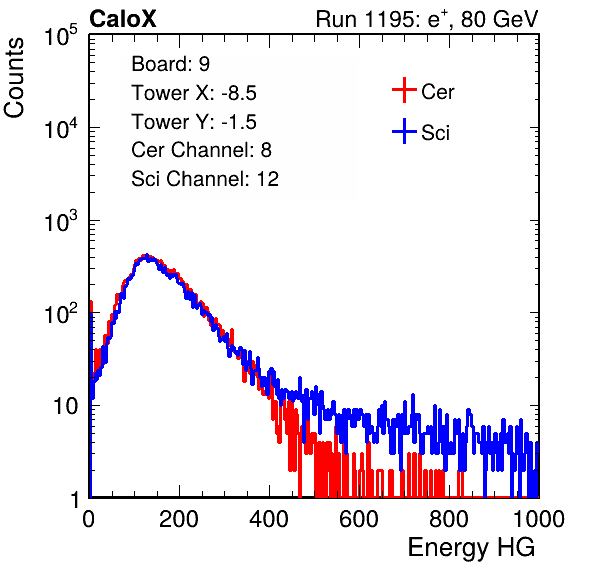 CaloX Run 1195: e⁺, 80 GeV
Counts
Board: 9
Tower X: -8.5
Tower Y: -1.5
Cer Channel: 8
Sci Channel: 12
Cer
Sci
10⁵
10⁴
10³
10²
10
1
0 200 400 600 800 1000
Energy HG